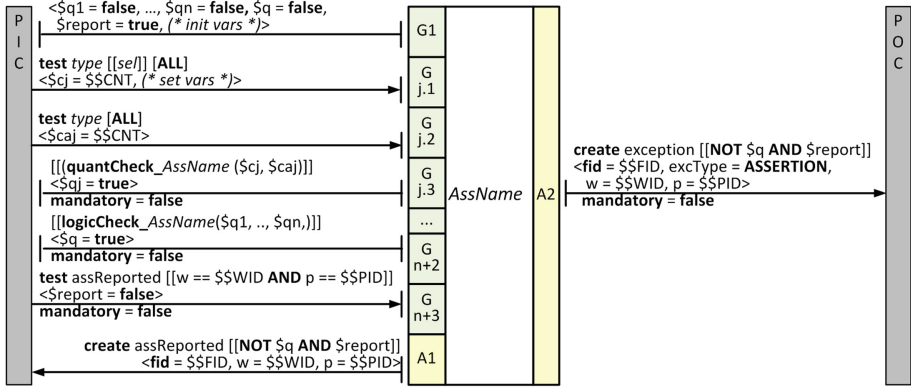 P
I
C
<$q1 = false, ..., $qn = false, $q = false,
$report = true, (* init vars *)>
G1
test type [[sel]] [ALL]
<$cj = $$CNT, (* set vars *)>
G
j.1
test type [ALL]
<$caj = $$CNT>
G
j.2
[[(quantCheck_AssName ($cj, $caj)]]
<$qj = true>
mandatory = false
G
j.3
[[logicCheck_AssName($q1, .., $qn,)]]
<$q = true>
mandatory = false
...
G
n+2
test assReported [[w == $$WID AND p == $$PID]]
<$report = false>
mandatory = false
G
n+3
create assReported [[NOT $q AND $report]]
<fid = $$FID, w = $$WID, p = $$PID>
A1
AssName
A2
create exception [[NOT $q AND $report]]
<fid = $$FID, excType = ASSERTION,
w = $$WID, p = $$PID>
mandatory = false
P
O
C